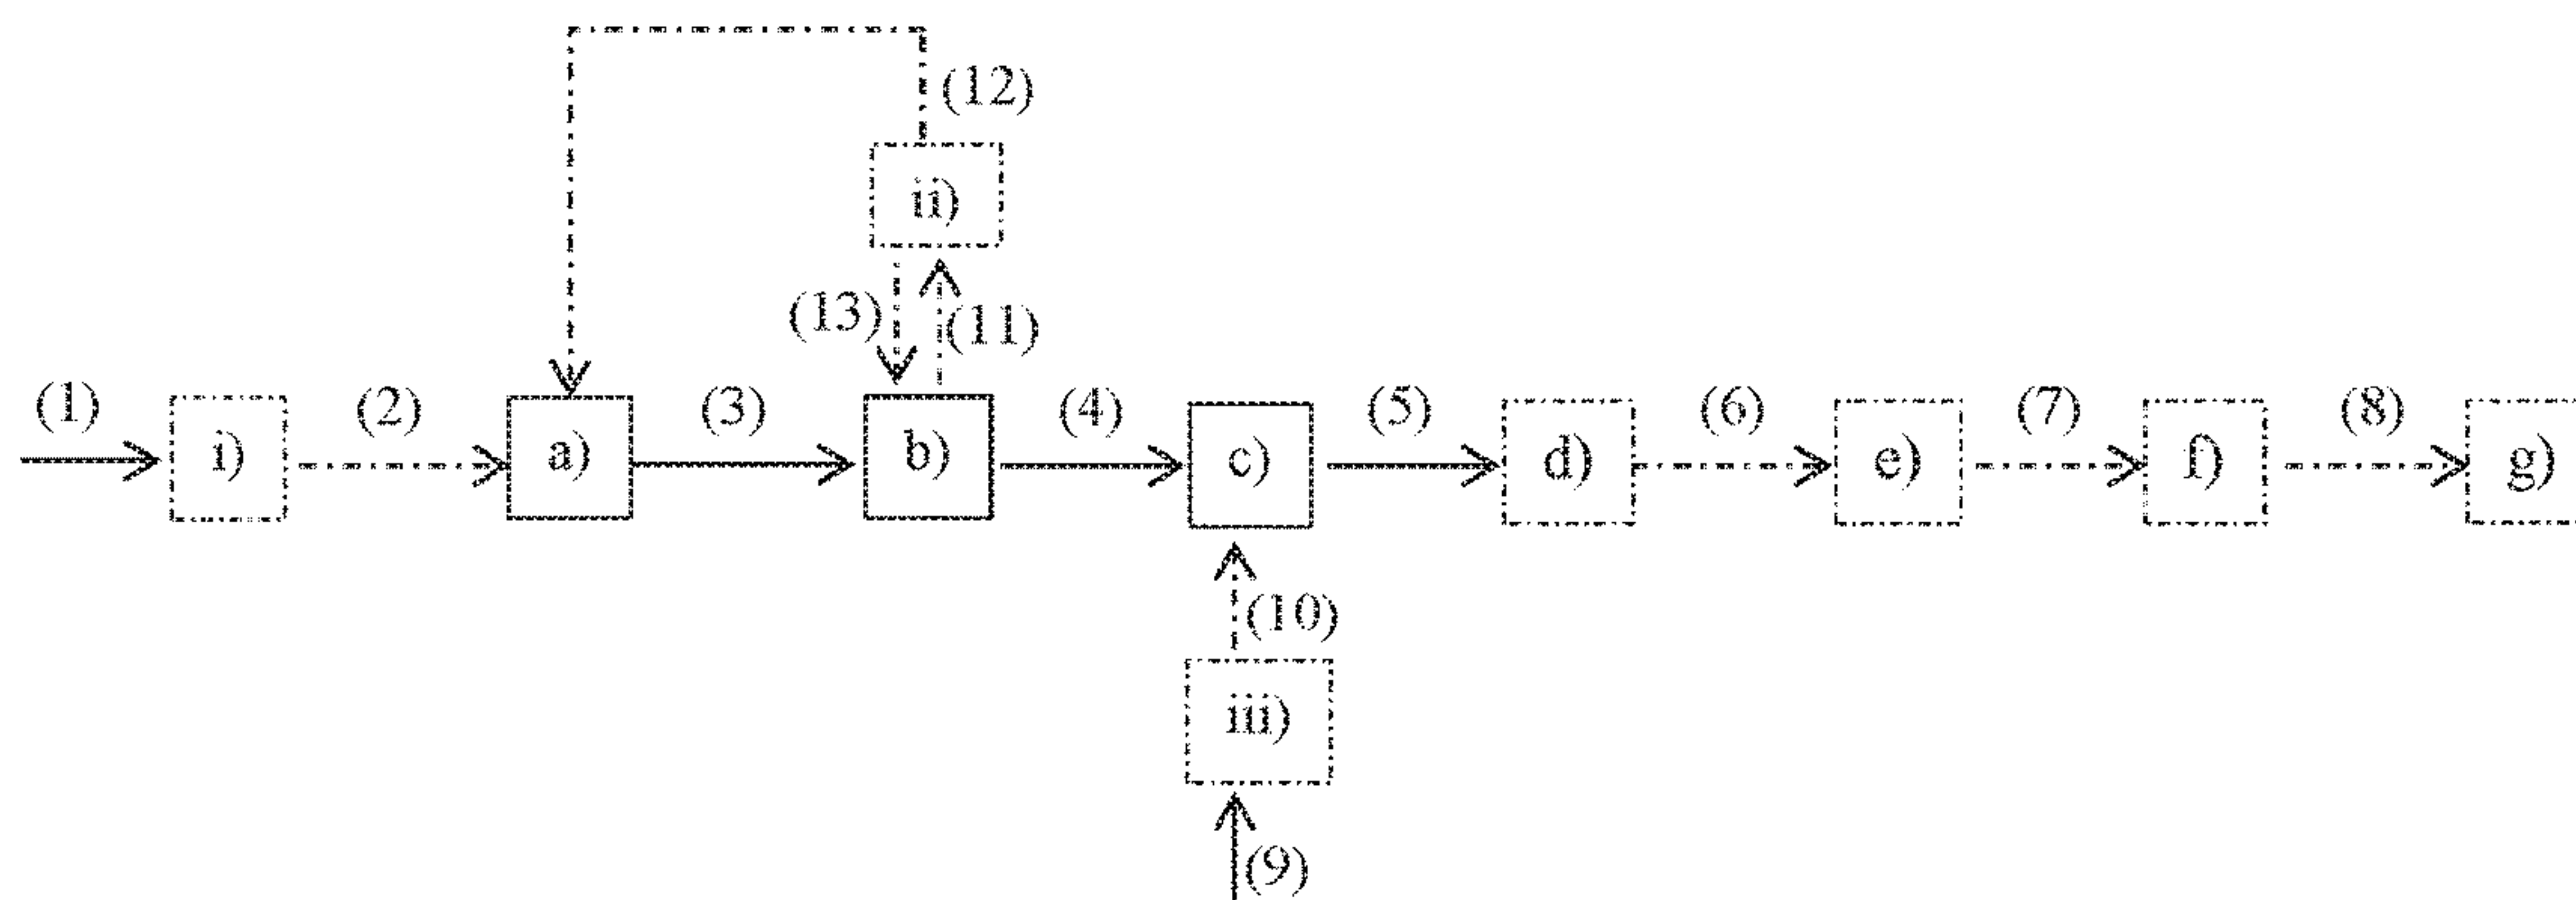 (12)
ii)
(13) (11)
(1) (2) (3) (4) (5) (6) (7) (8)
i) a) b) c) d) e) f) g)
(10)
iii)
(9)